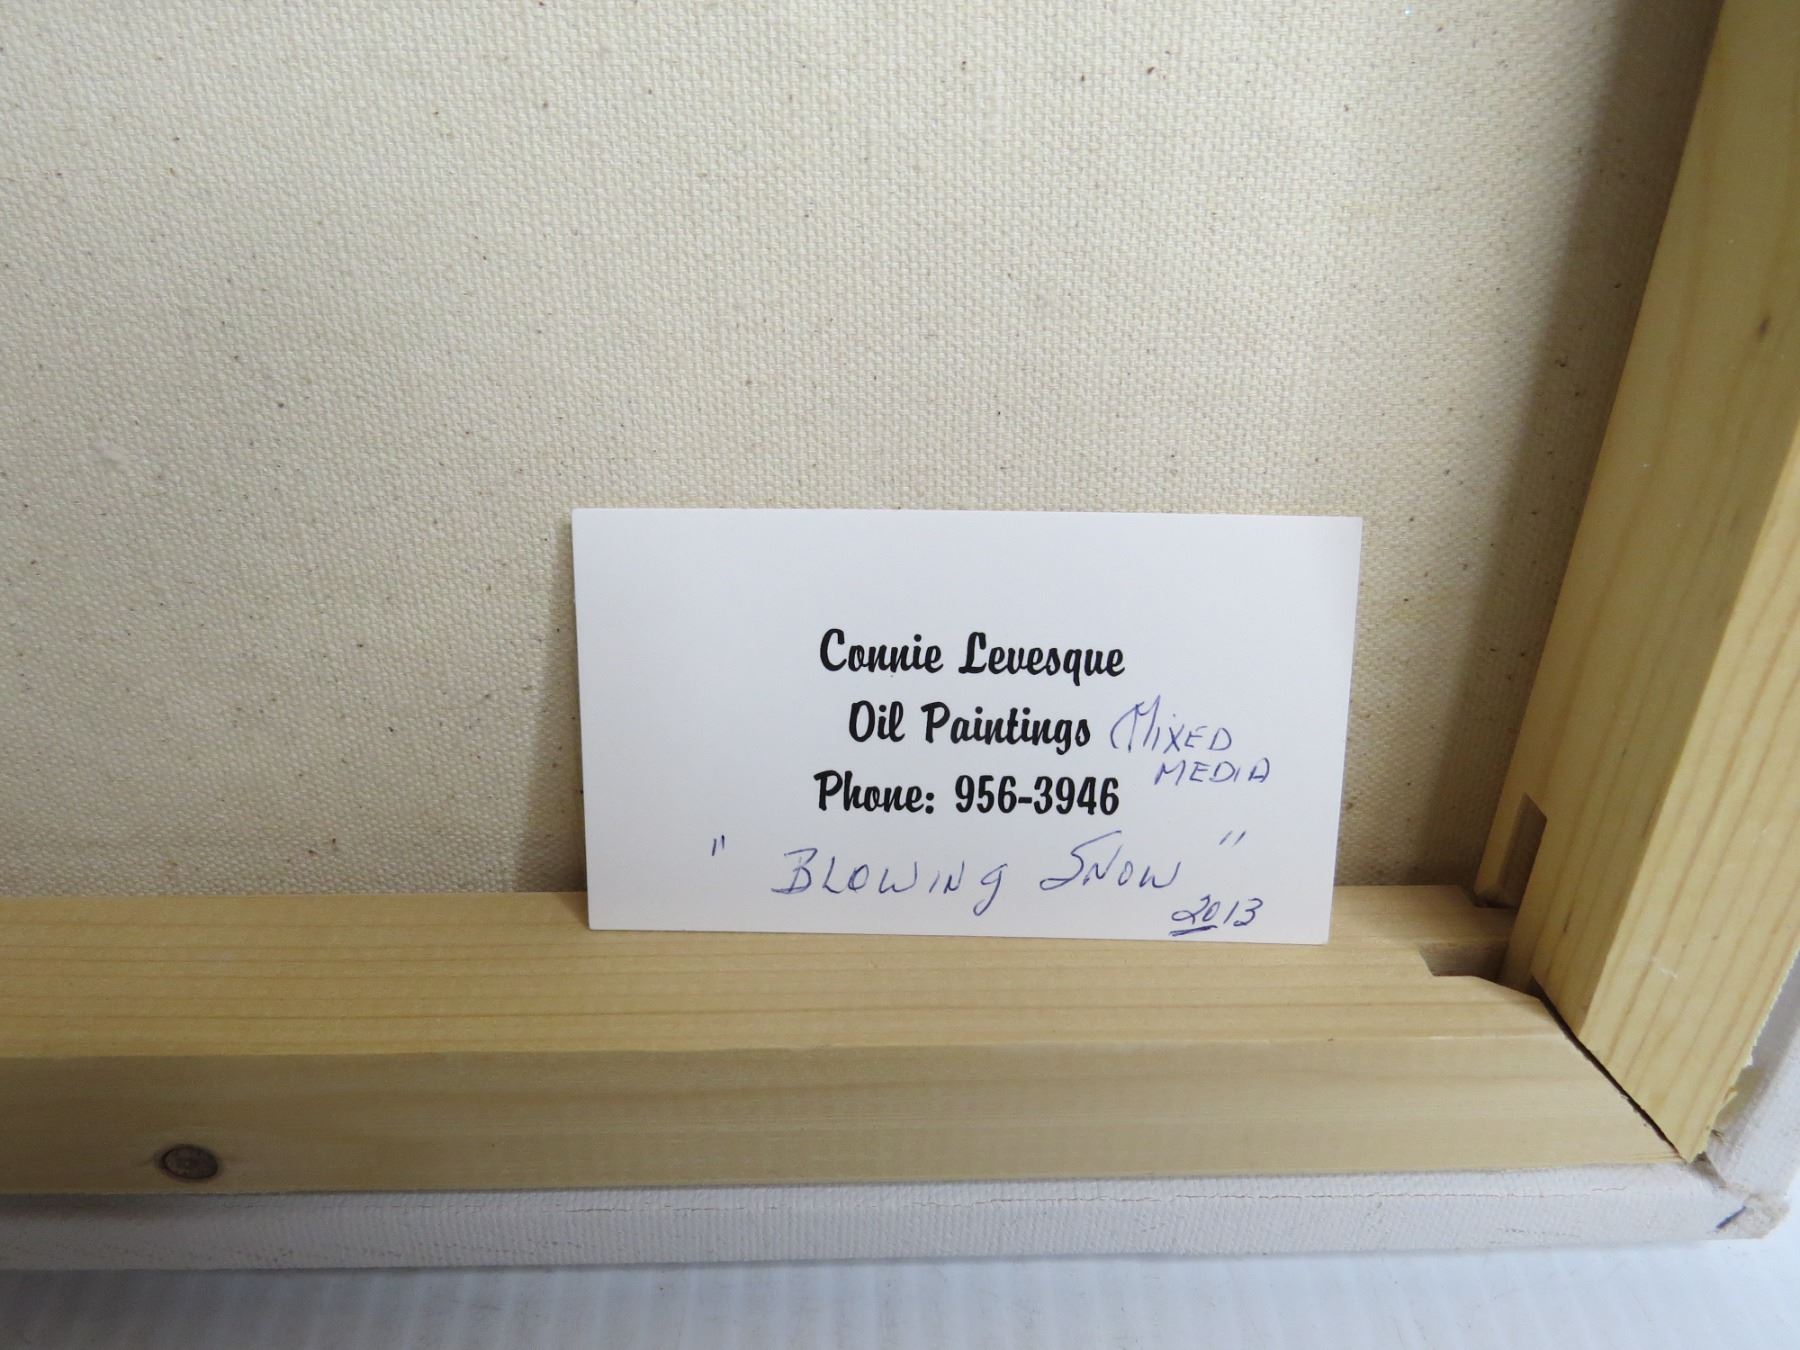 Connie Levesque
Oil Paintings Mixed
Media
Phone: 956-3946
" Blowing Snow "
2013